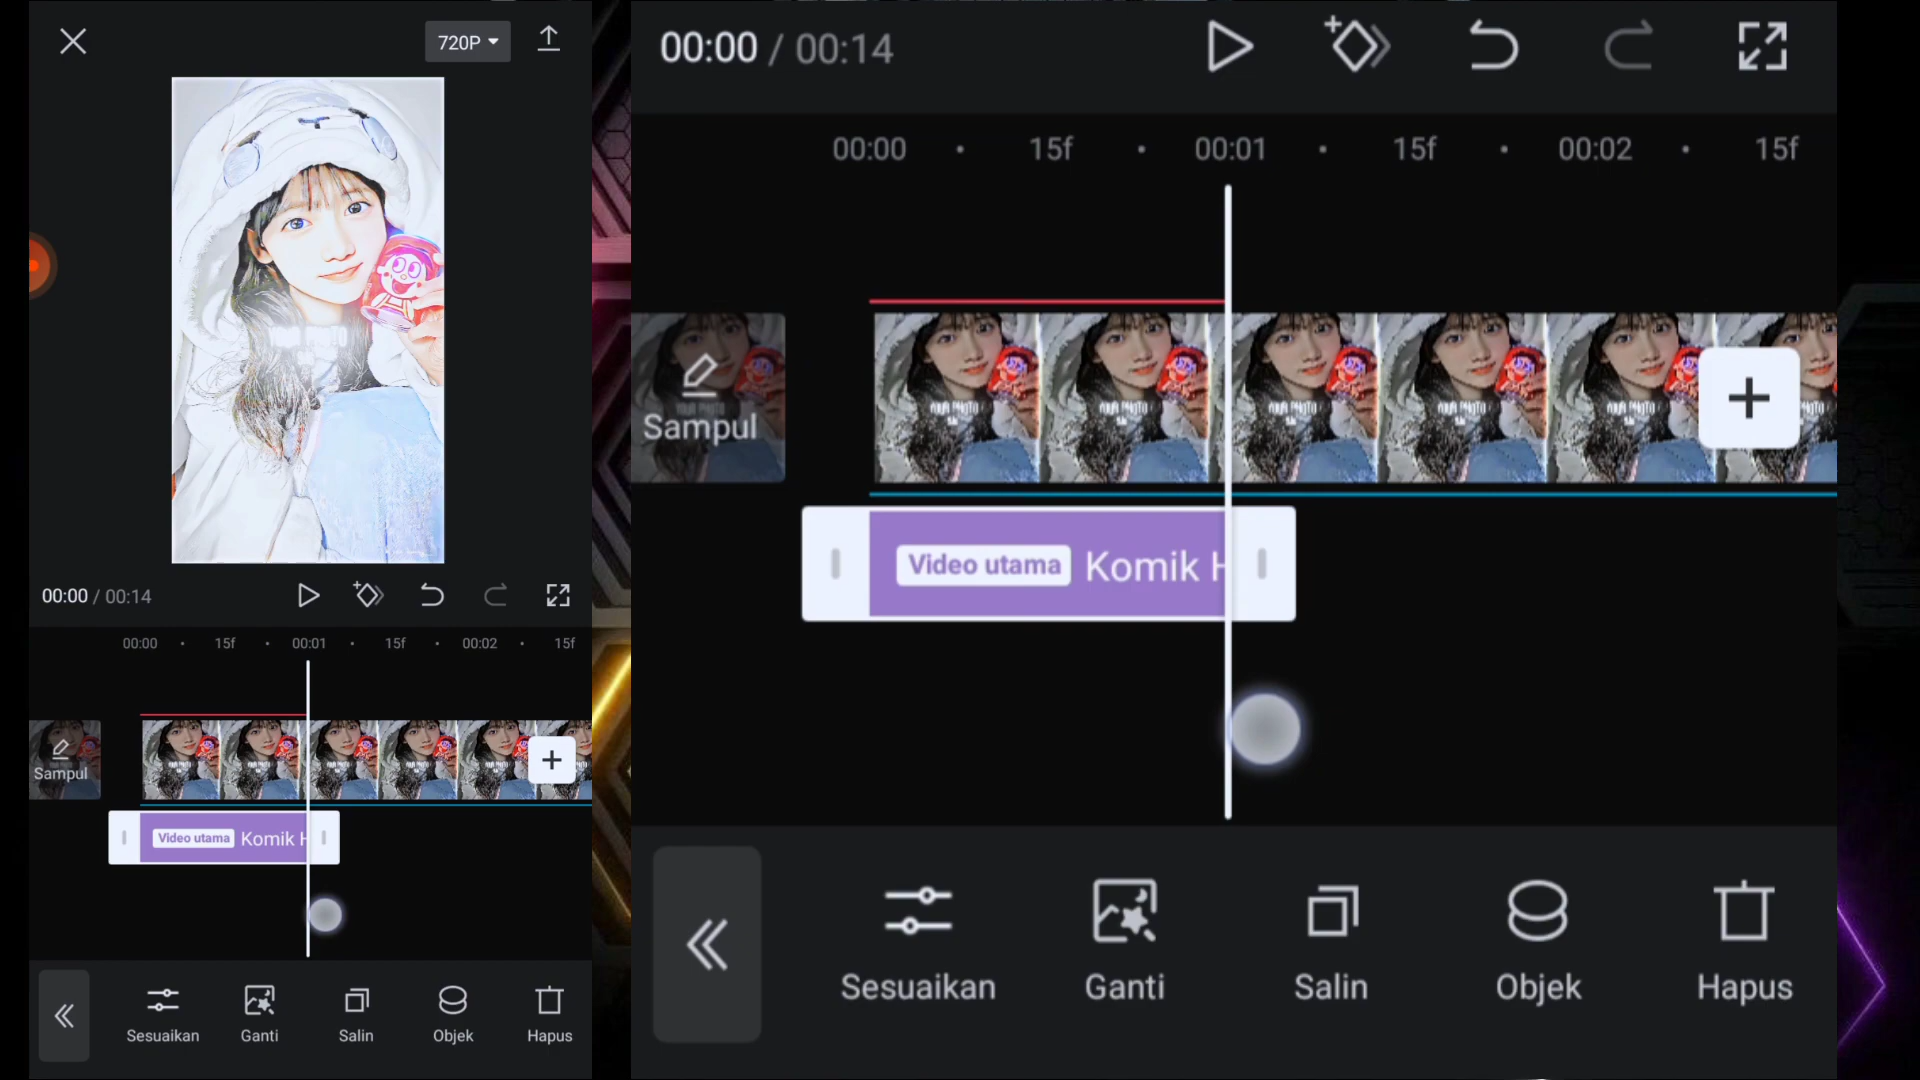 720P
00:00 / 00:14
00:00 15f 00:01 15f 00:02 15f
Sampul
Video utama Komik H
Sesuaikan Ganti Salin Objek Hapus
00:00 / 00:14
00:00 15f 00:01 15f 00:02 15f
YOUR PHOTO
Sampul
Video utama Komik H
Sesuaikan Ganti Salin Objek Hapus